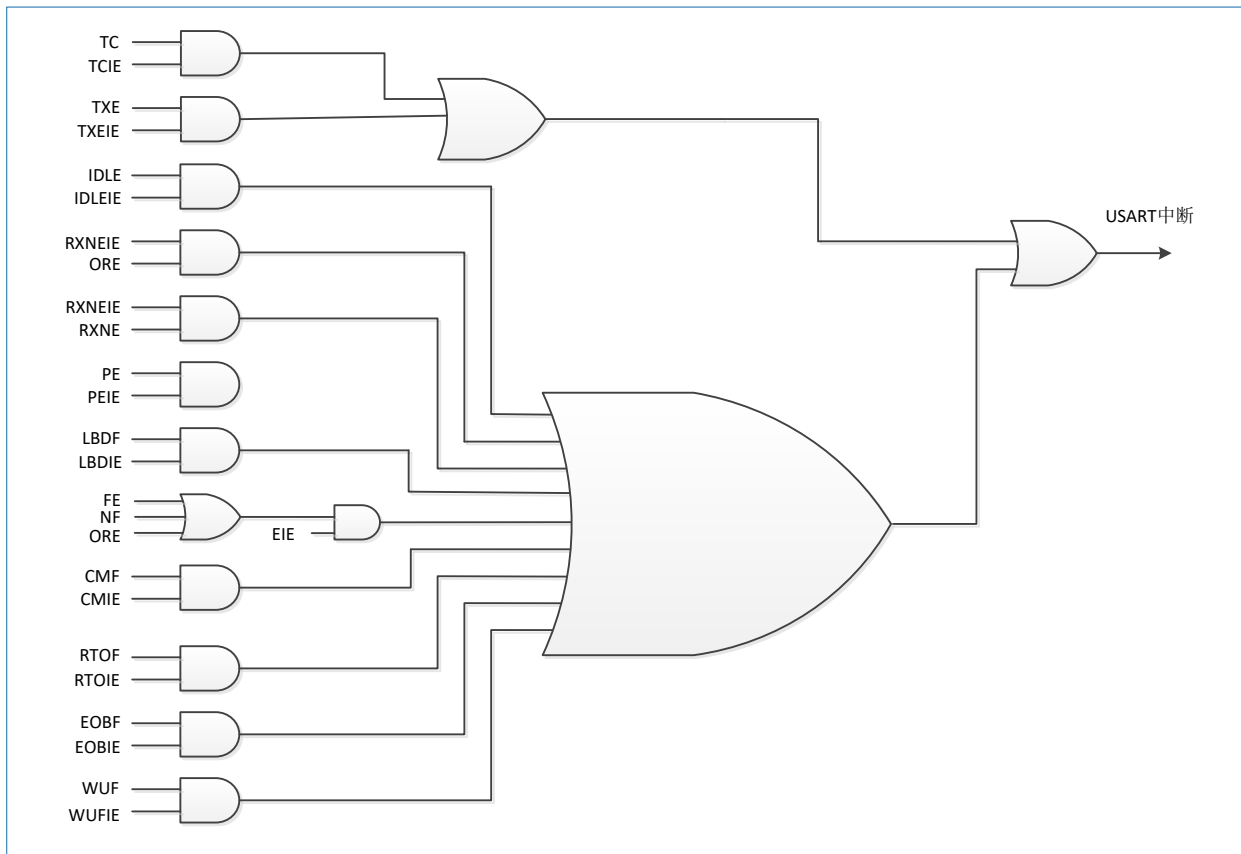 TC
TCIE
TXE
TXEIE
IDLE
IDLEIE
RXNEIE
ORE
USART中断
RXNEIE
RXNE
PE
PEIE
LBDF
LBDIE
FE
NF
ORE
EIE
CMF
CMIE
RTOF
RTOIE
EOBF
EOBIE
WUF
WUFIE